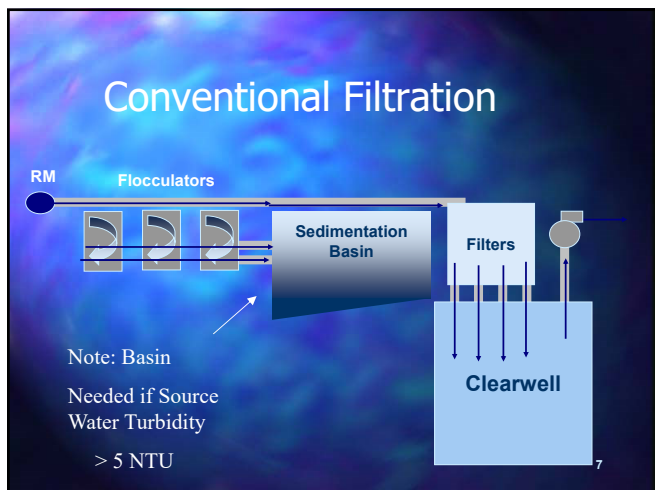 Conventional Filtration
RM
Flocculators
Sedimentation
Basin
Filters
Note: Basin
Needed if Source
Water Turbidity
> 5 NTU
Clearwell
7